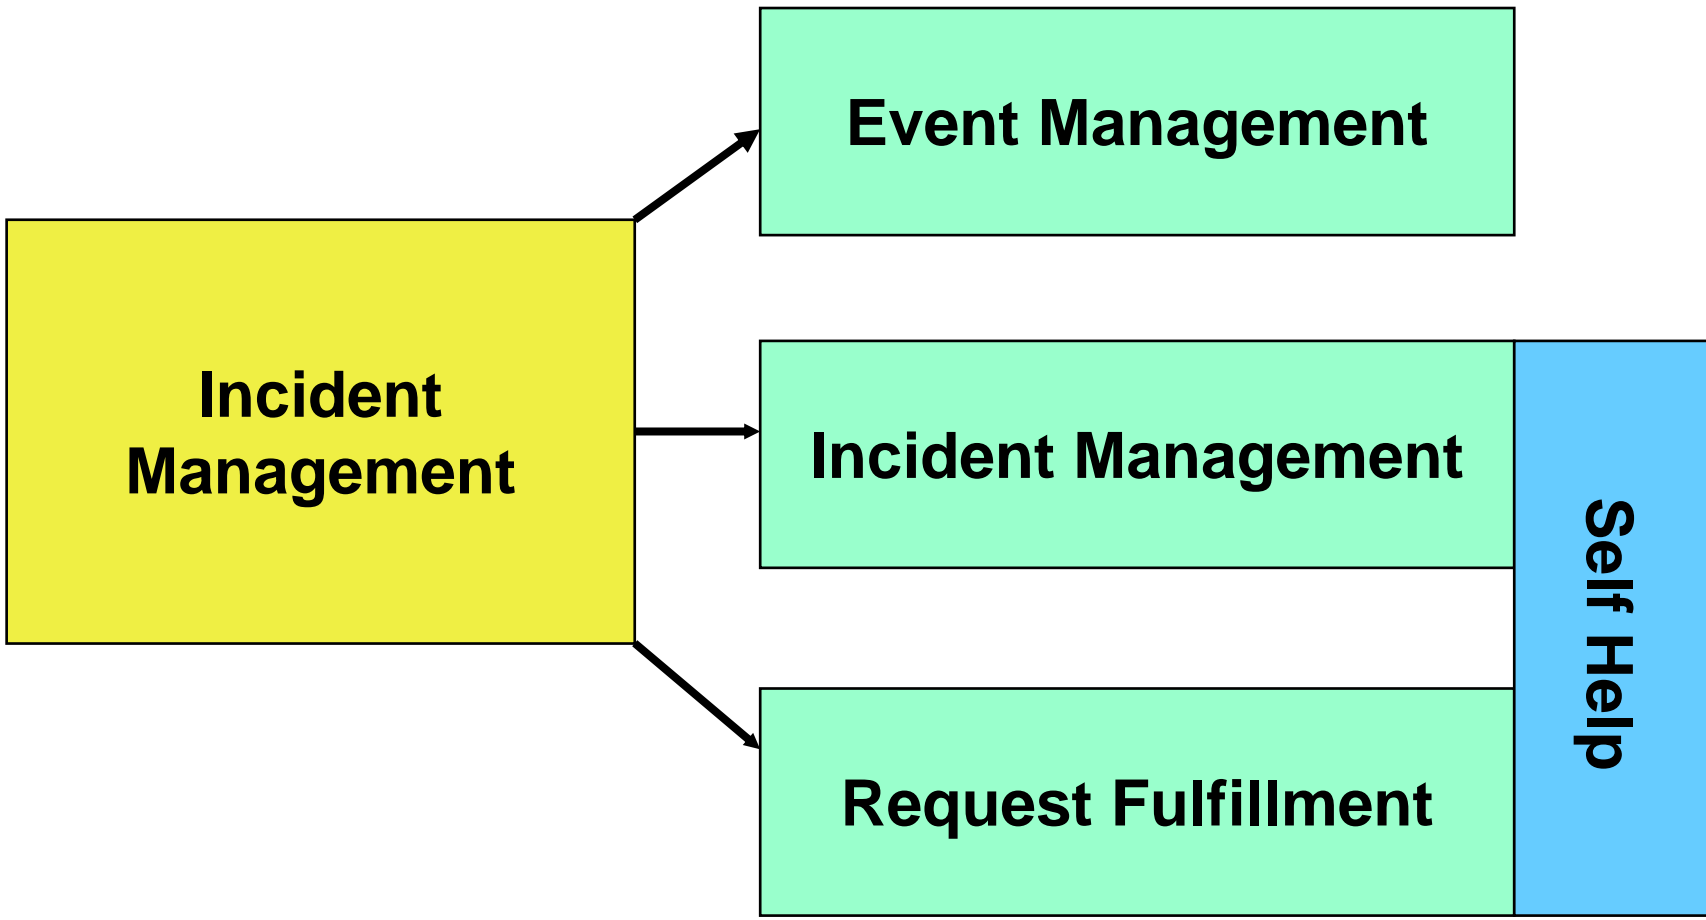 Event Management
Incident
Management
Incident Management
Self Help
Request Fulfillment